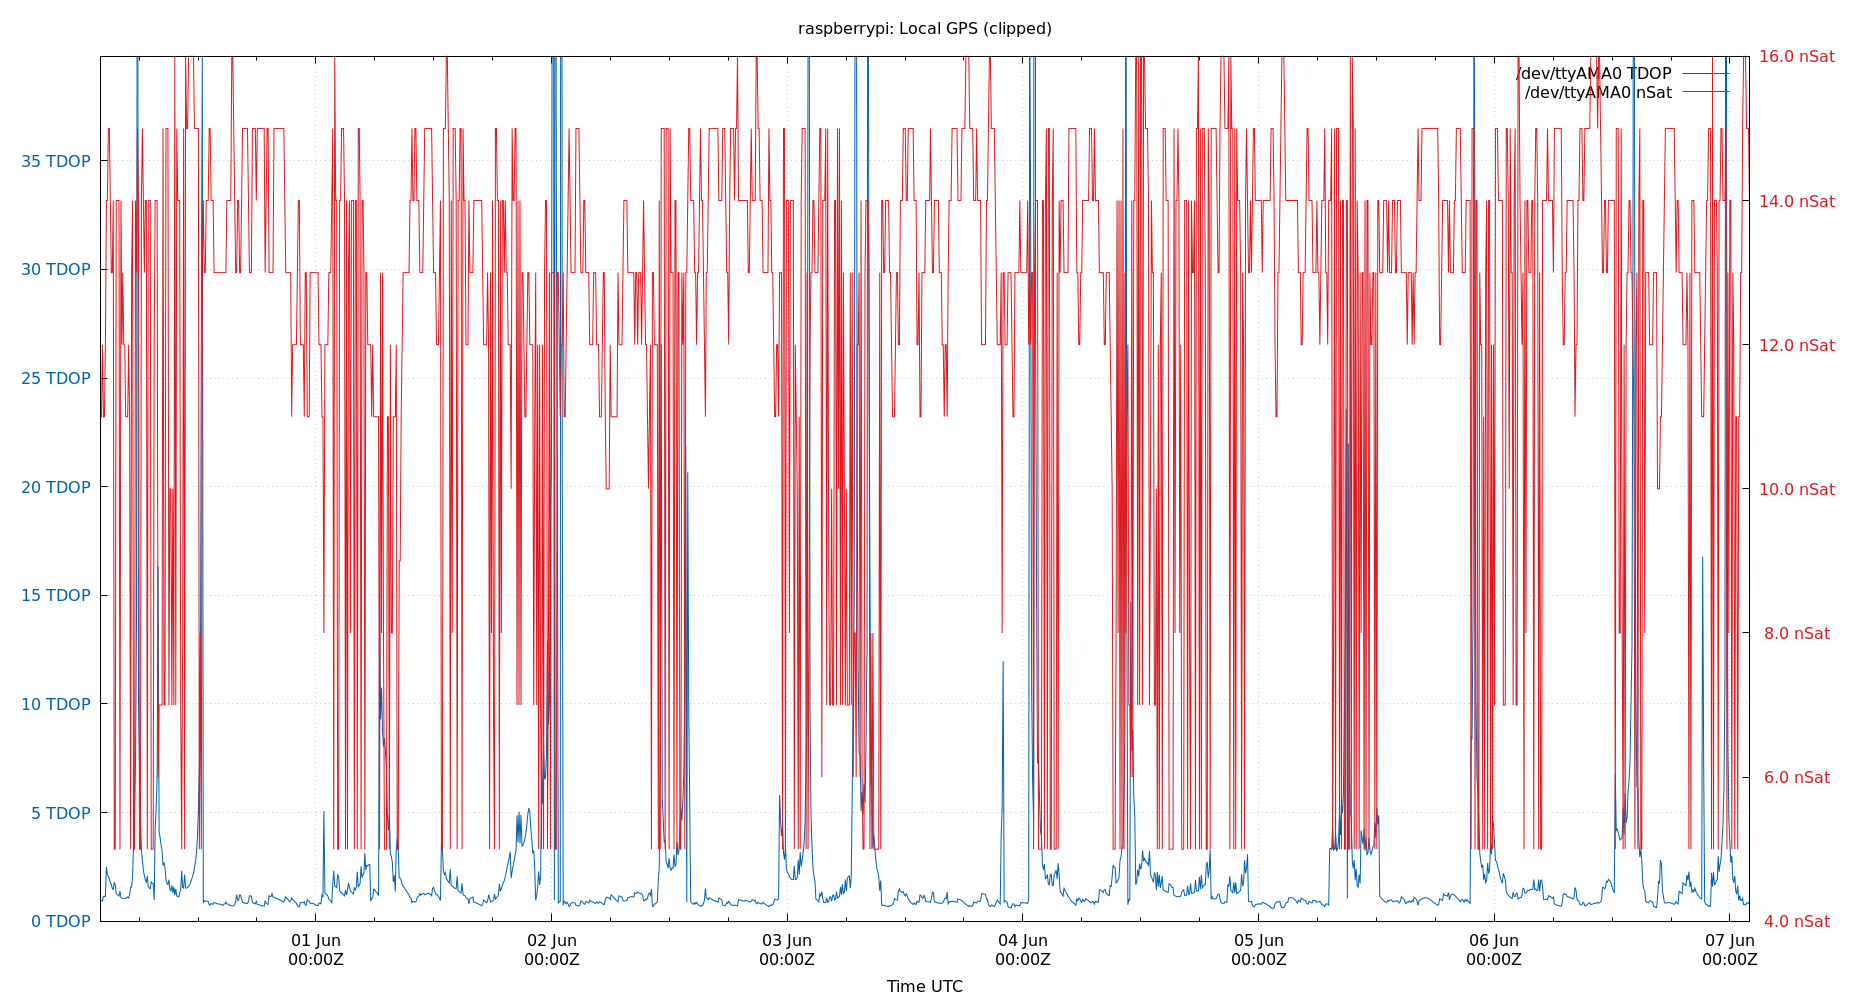 raspberrypi: Local GPS (clipped)
16.0 nSat
/dev/ttyAMA0 TDOP
/dev/ttyAMA0 nSat
35 TDOP
14.0 nSat
30 TDOP
25 TDOP
12.0 nSat
20 TDOP
10.0 nSat
15 TDOP
8.0 nSat
10 TDOP
6.0 nSat
5 TDOP
0 TDOP
4.0 nSat
01 Jun 02 Jun 03 Jun 04 Jun 05 Jun 06 Jun 07 Jun
00:00Z 00:00Z 00:00Z 00:00Z 00:00Z 00:00Z 00:00Z
Time UTC